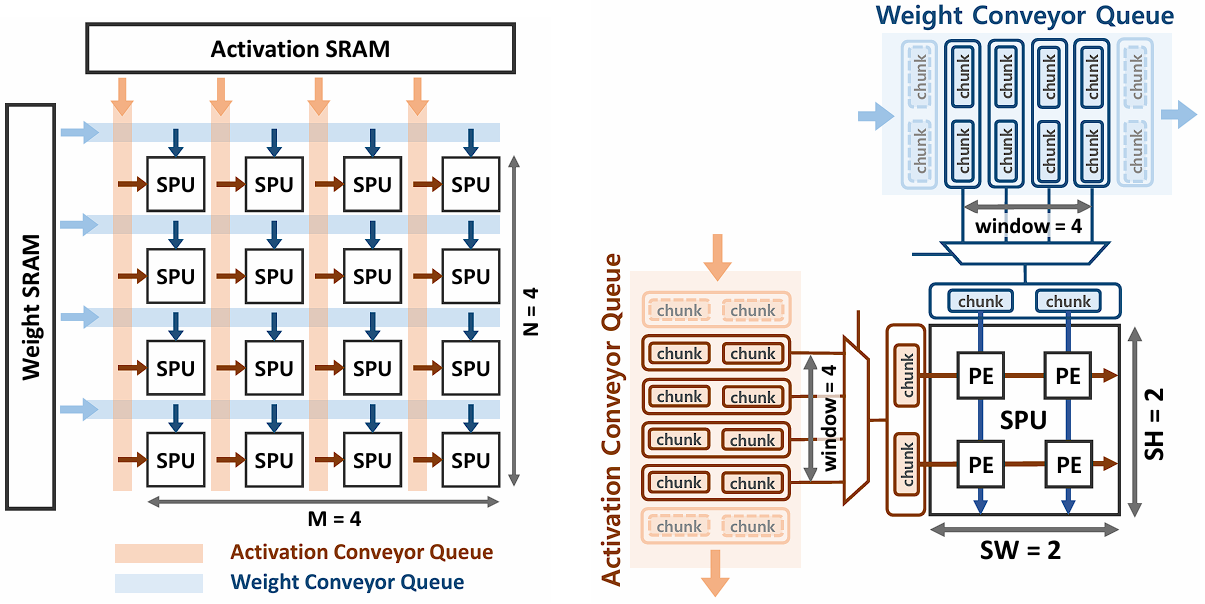 Activation SRAM
Weight SRAM
SPU SPU SPU SPU
SPU SPU SPU SPU
SPU SPU SPU SPU
SPU SPU SPU SPU
N = 4
M = 4
Activation Conveyor Queue
Weight Conveyor Queue
Weight Conveyor Queue
chunk chunk chunk chunk chunk chunk
chunk chunk chunk chunk chunk chunk
window = 4
chunk chunk
Activation Conveyor Queue
chunk chunk
chunk chunk
chunk chunk
chunk chunk
chunk chunk
chunk chunk
window = 4
chunk
chunk
PE PE
SPU
PE PE
SH = 2
SW = 2